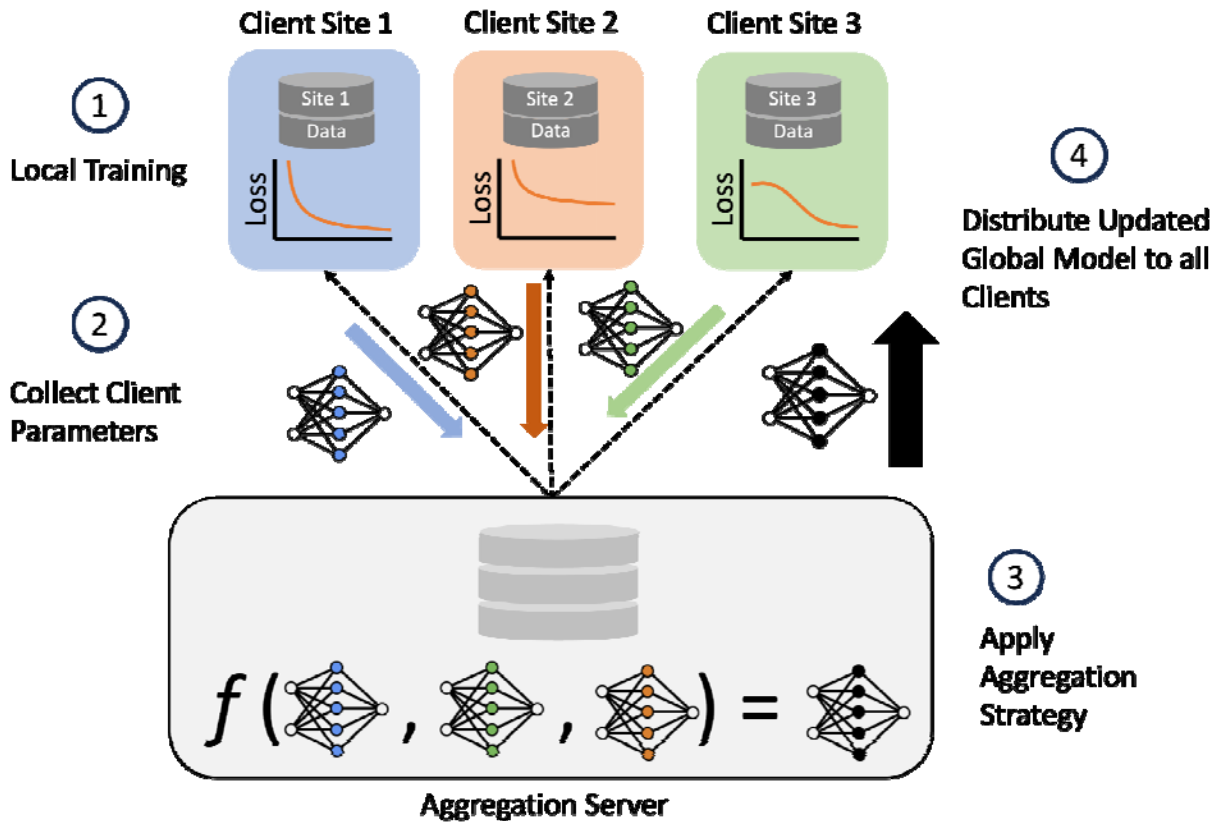 Client Site 1
Client Site 2
Client Site 3
1
Local Training
Site 1
Data
Loss
Site 2
Data
Loss
Site 3
Data
Loss
4
Distribute Updated
Global Model to all
Clients
2
Collect Client
Parameters
3
Apply
Aggregation
Strategy
f ( , , ) =
Aggregation Server